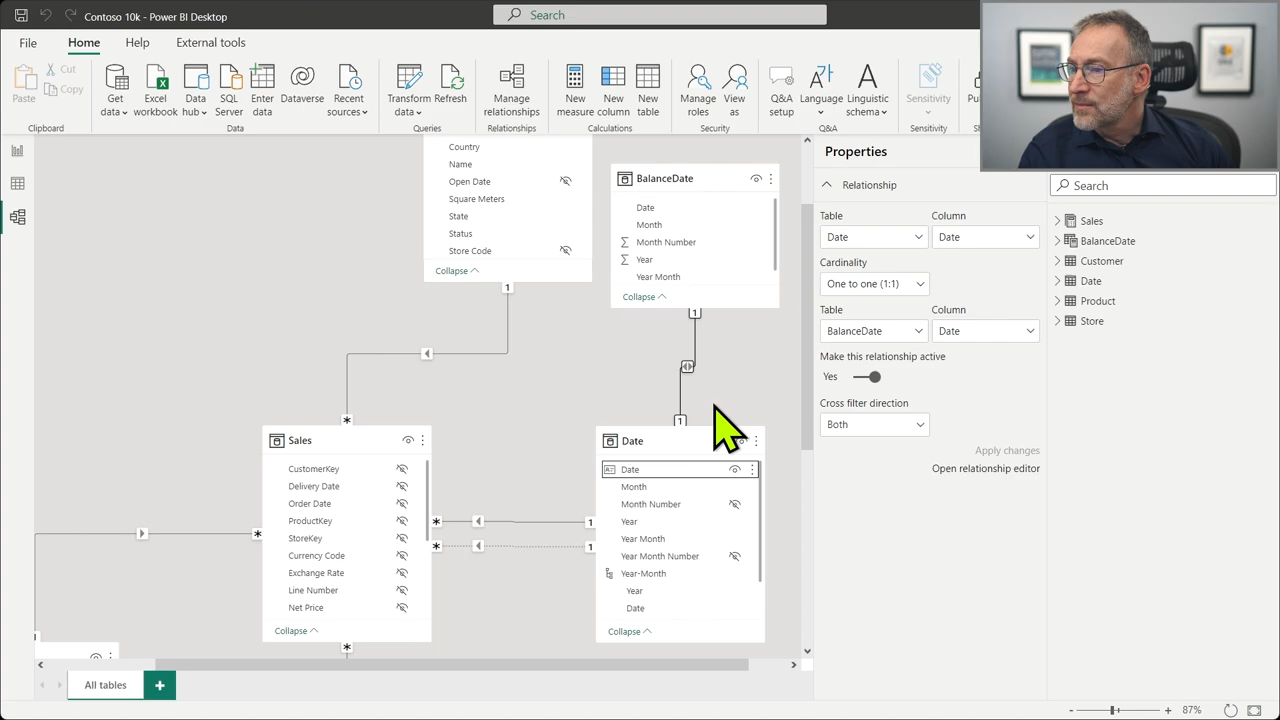 Contoso 10k - Power BI Desktop
Search
File
Home
Help
External tools
Paste
Cut
Copy
Clipboard
Get data
Excel workbook
Data hub
SQL Server
Enter data
Dataverse
Recent sources
Data
Transform data
Refresh
Queries
Manage relationships
Relationships
New measure
New column
New table
Calculations
Manage roles
View as
Security
Q&A setup
Language
Linguistic schema
Q&A
Sensitivity
Sensitivity
Country
Name
Open Date
Square Meters
State
Status
Store Code
Collapse
1
BalanceDate
Date
Month
Month Number
Year
Year Month
Collapse
1
1
*
Sales
CustomerKey
Delivery Date
Order Date
ProductKey
StoreKey
Currency Code
Exchange Rate
Line Number
Net Price
Collapse
*
*
*
*
1
1
Date
Date
Month
Month Number
Year
Year Month
Year Month Number
Year-Month
Year
Date
Collapse
Properties
Relationship
Table
Column
Date
Date
Cardinality
One to one (1:1)
Table
Column
BalanceDate
Date
Make this relationship active
Yes
Cross filter direction
Both
Apply changes
Open relationship editor
Search
Sales
BalanceDate
Customer
Date
Product
Store
All tables
+
-
+
87%